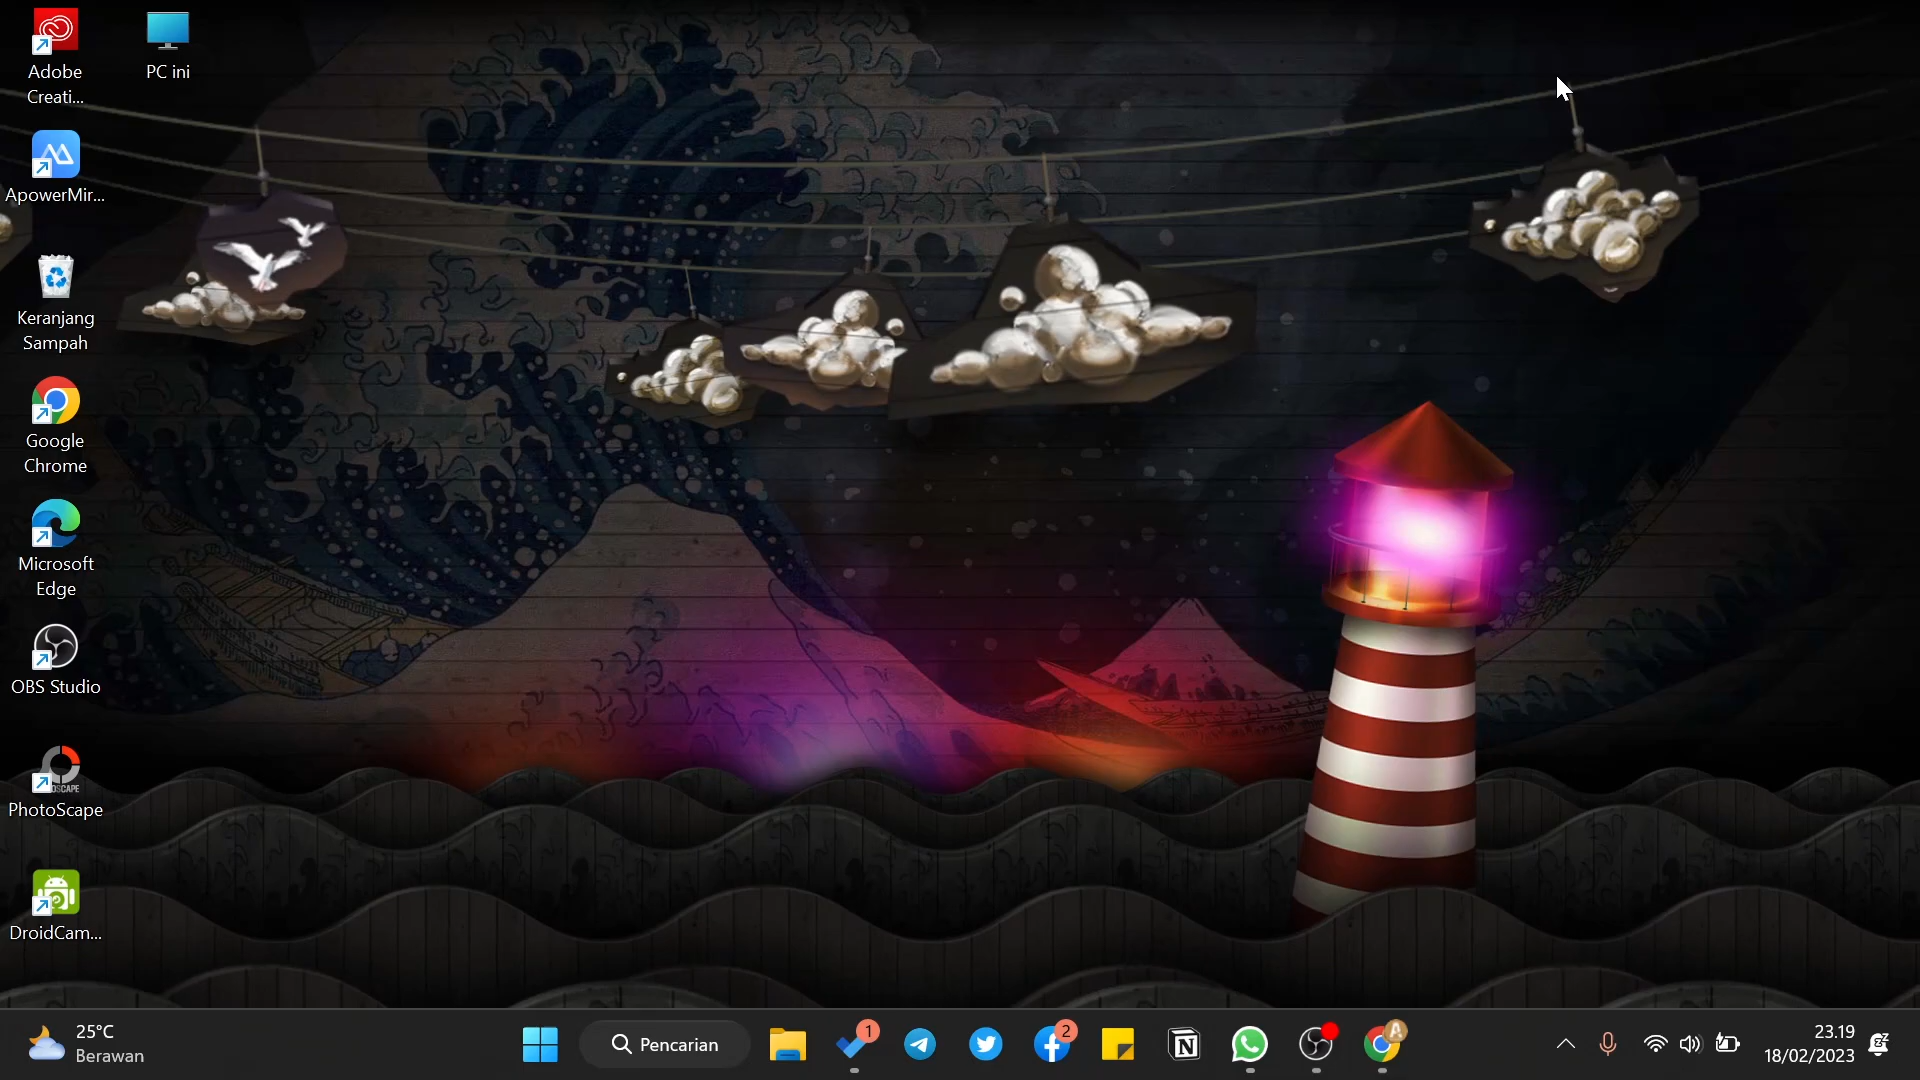 Adobe
Creati...
PC ini
ApowerMir...
Keranjang
Sampah
Google
Chrome
Microsoft
Edge
OBS Studio
PhotoScape
DroidCam...
25°C
Berawan
Pencarian
1
2
A
23.19
18/02/2023